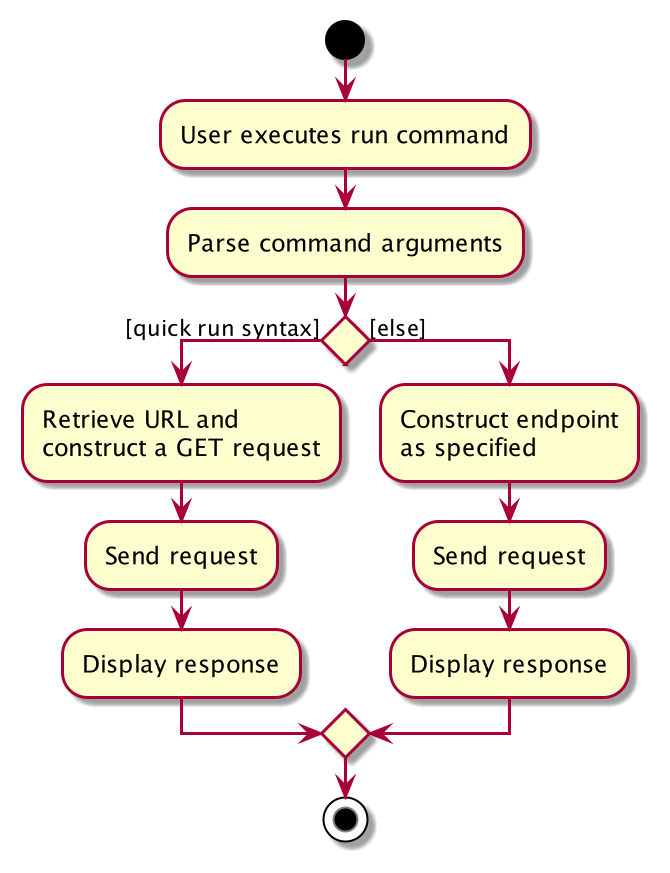 User executes run command
Parse command arguments
[quick run syntax]
[else]
Retrieve URL and
construct a GET request
Construct endpoint
as specified
Send request
Send request
Display response
Display response